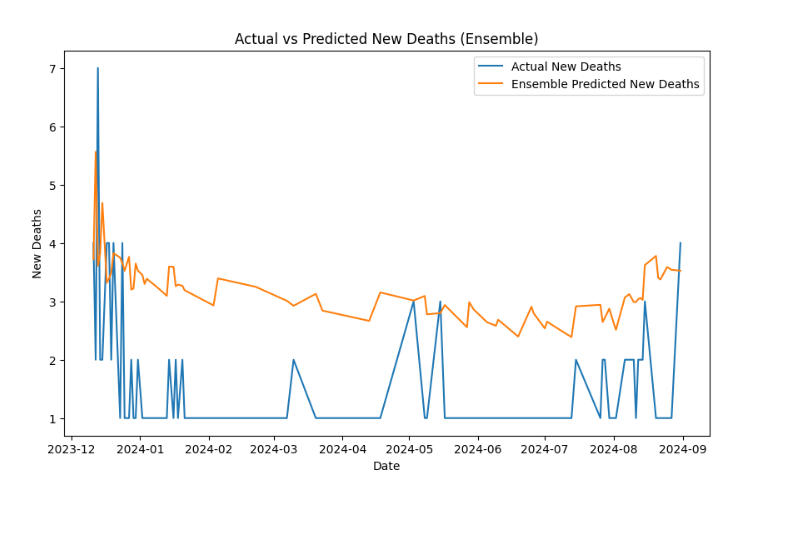 Actual vs Predicted New Deaths (Ensemble)
Actual New Deaths
Ensemble Predicted New Deaths
7
6
5
4
3
2
1
New Deaths
2023-12 2024-01 2024-02 2024-03 2024-04 2024-05 2024-06 2024-07 2024-08 2024-09
Date